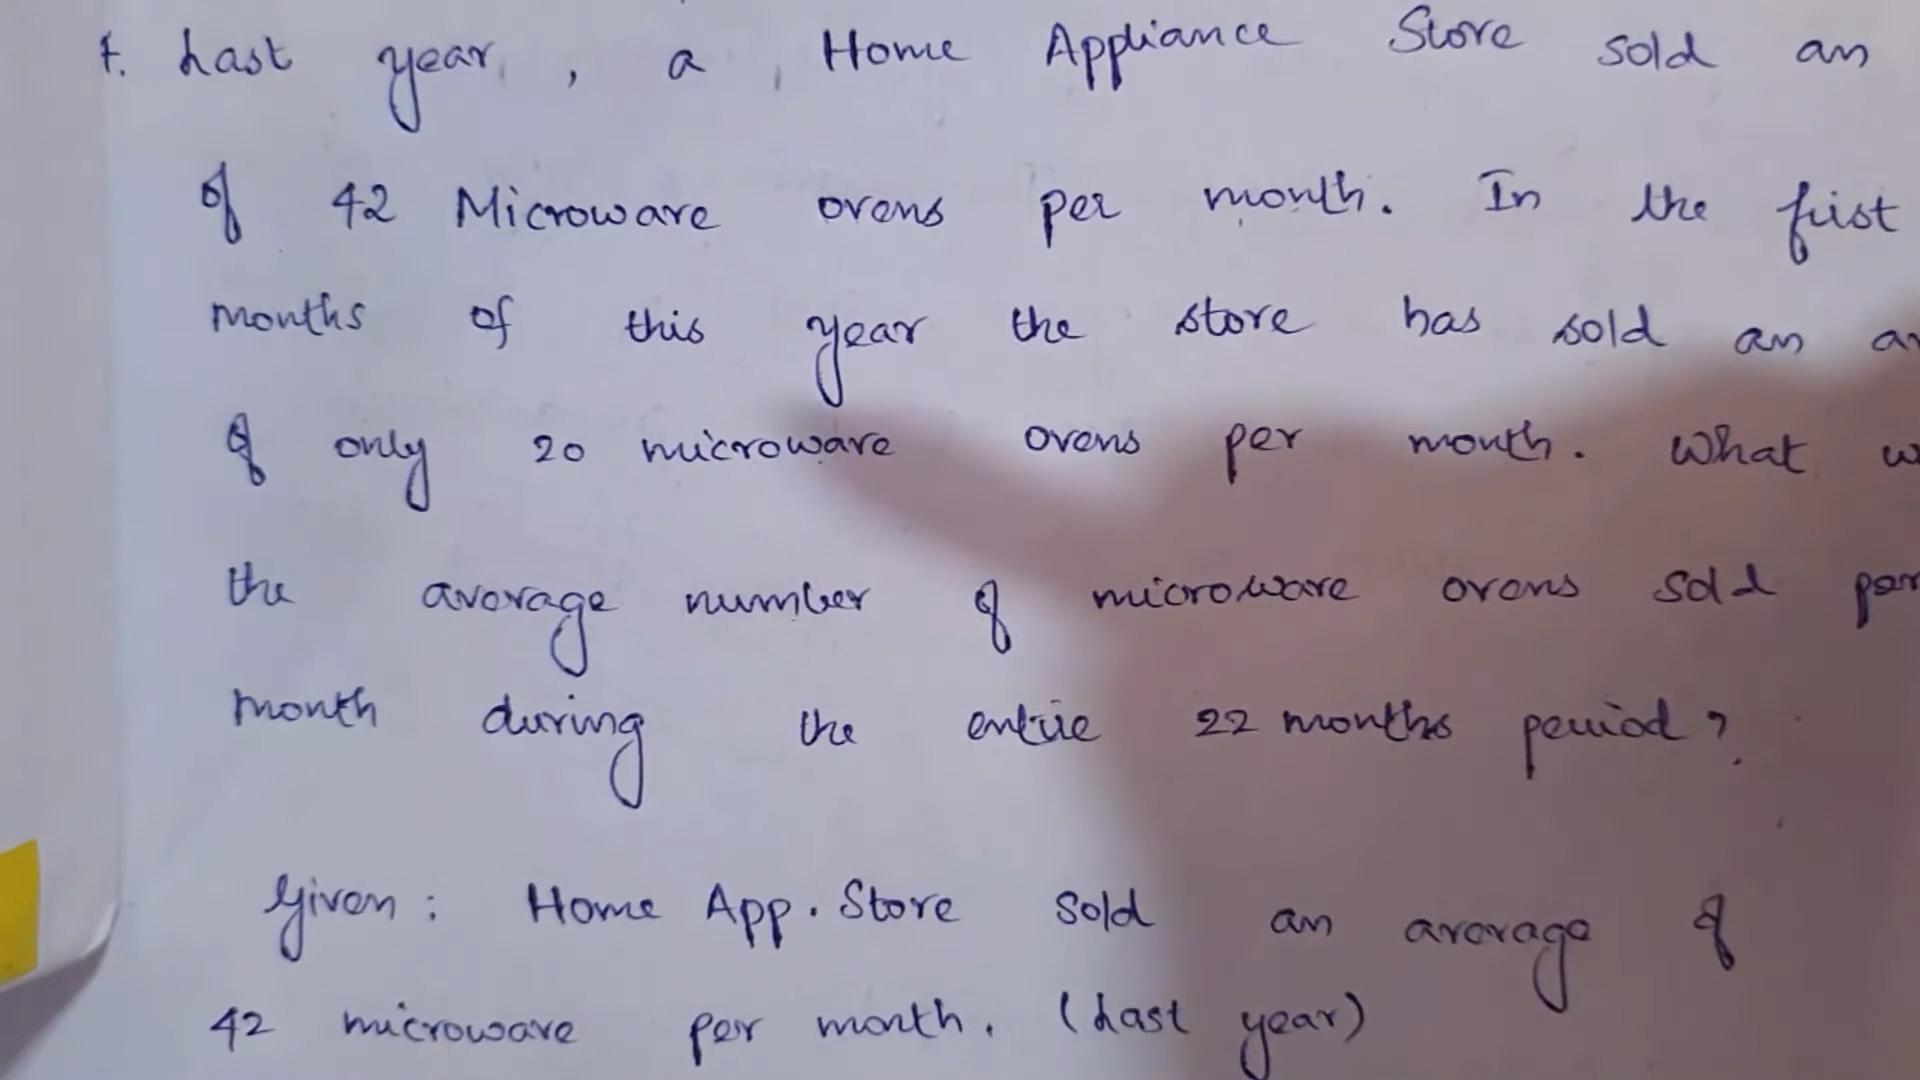 7. Last year, a Home Appliance Store sold an
of 42 Microware ovens per month. In the first
months of this year the store has sold an
of only 20 microware ovens per month. What
the average number of microware ovens sold per
month during the entire 22 months period?
Given: Home App. Store sold an average of
42 microware per month. (Last year)